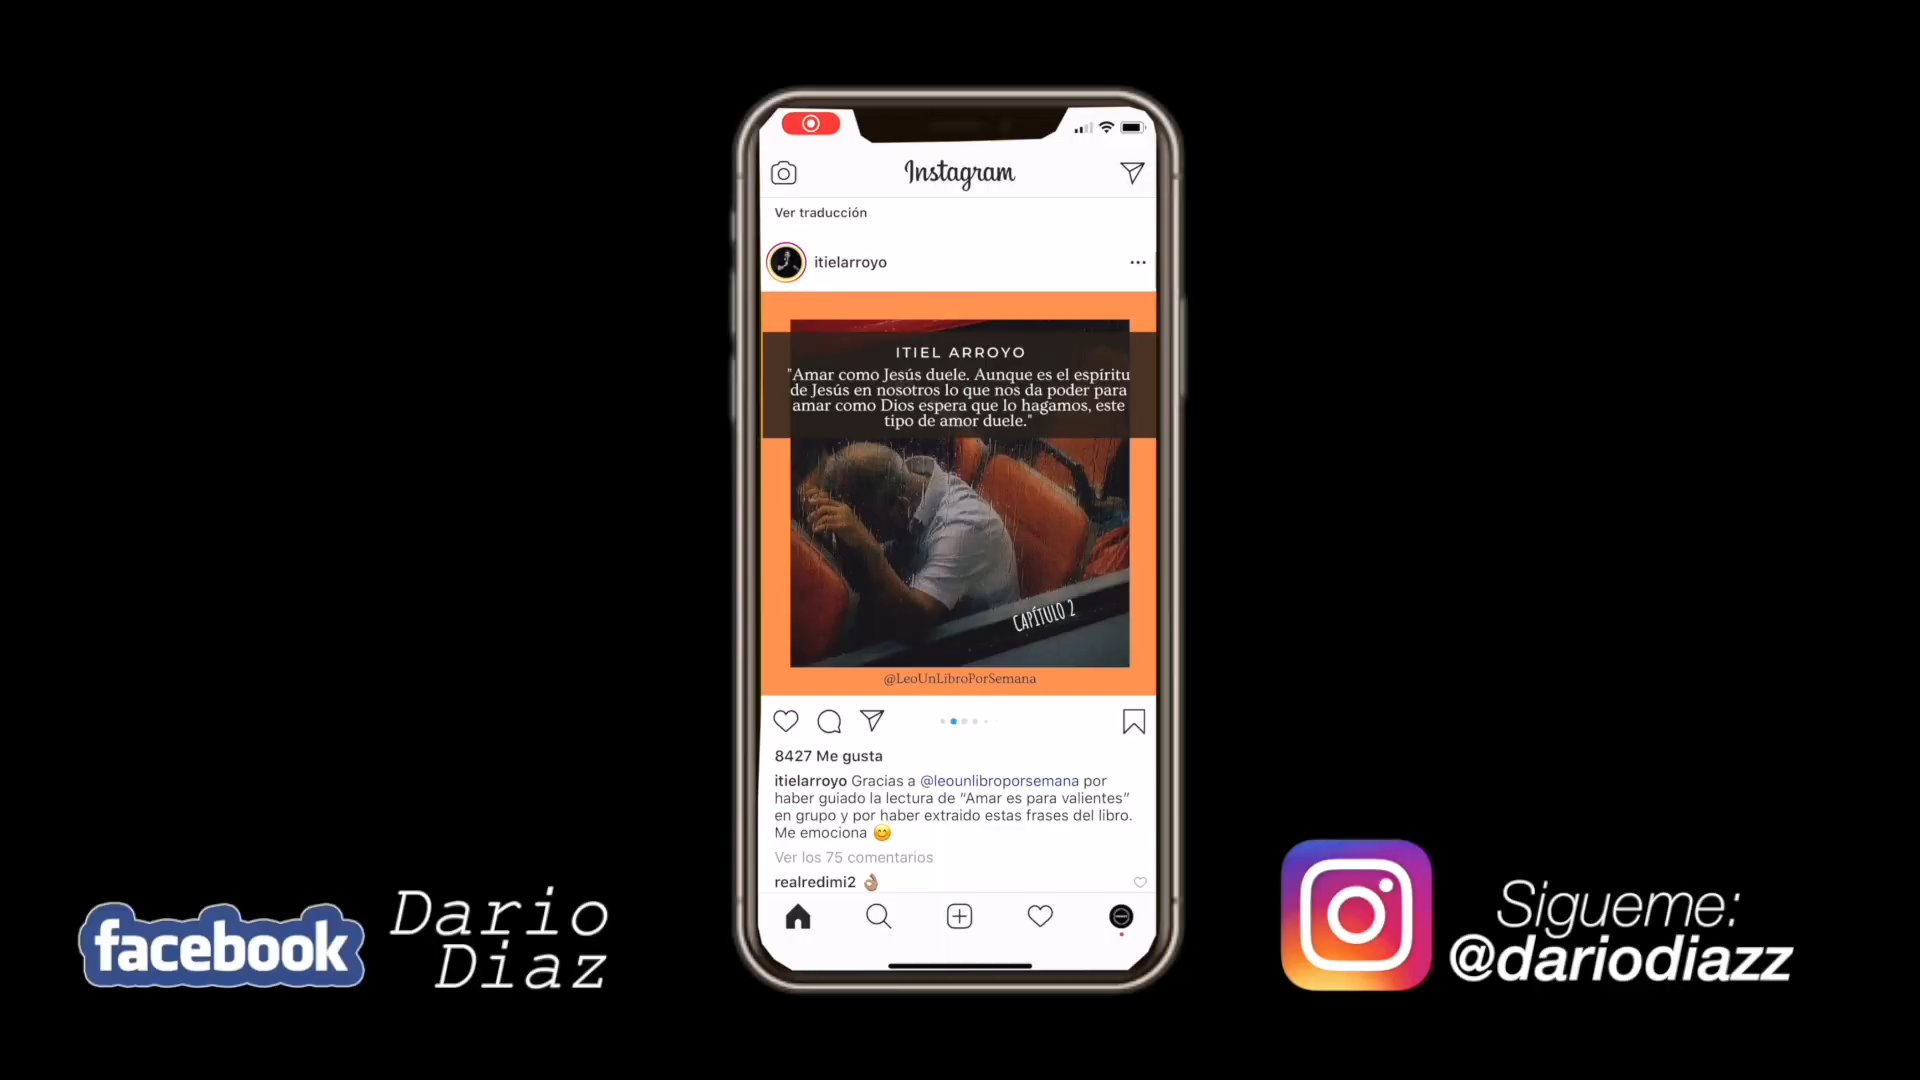 Instagram
Ver traducción
itielarroyo
ITIEL ARROYO
"Amar como Jesús duele. Aunque es el espíritu
de Jesús en nosotros lo que nos da poder para
amar como Dios espera que lo hagamos, este
tipo de amor duele."
CAPÍTULO 2
@LeoUnLibroPorSemana
8427 Me gusta
itielarroyo Gracias a @leounlibroporsemana por
haber guiado la lectura de “Amar es para valientes”
en grupo y por haber extraido estas frases del libro.
Me emociona 😊
Ver los 75 comentarios
realredimi2 👌🏽
facebook
Dario
Diaz
Sigueme:
@dariodiazz